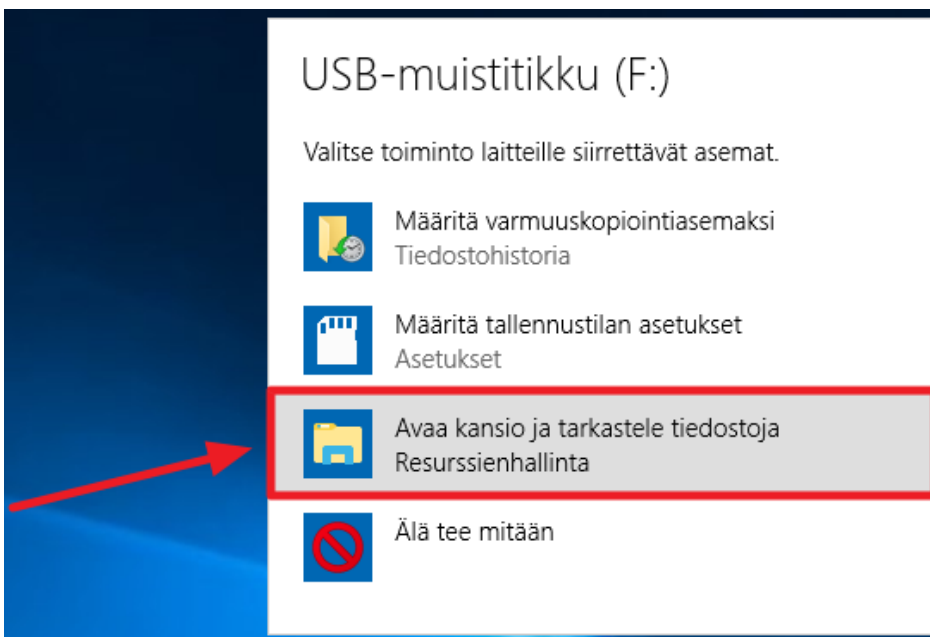 USB-muistitikku (F:)
Valitse toiminto laitteille siirrettävät asemat.
Määritä varmuuskopiointiasemaksi
Tiedostohistoria
Määritä tallennustilan asetukset
Asetukset
Avaa kansio ja tarkastele tiedostoja
Resurssienhallinta
Älä tee mitään